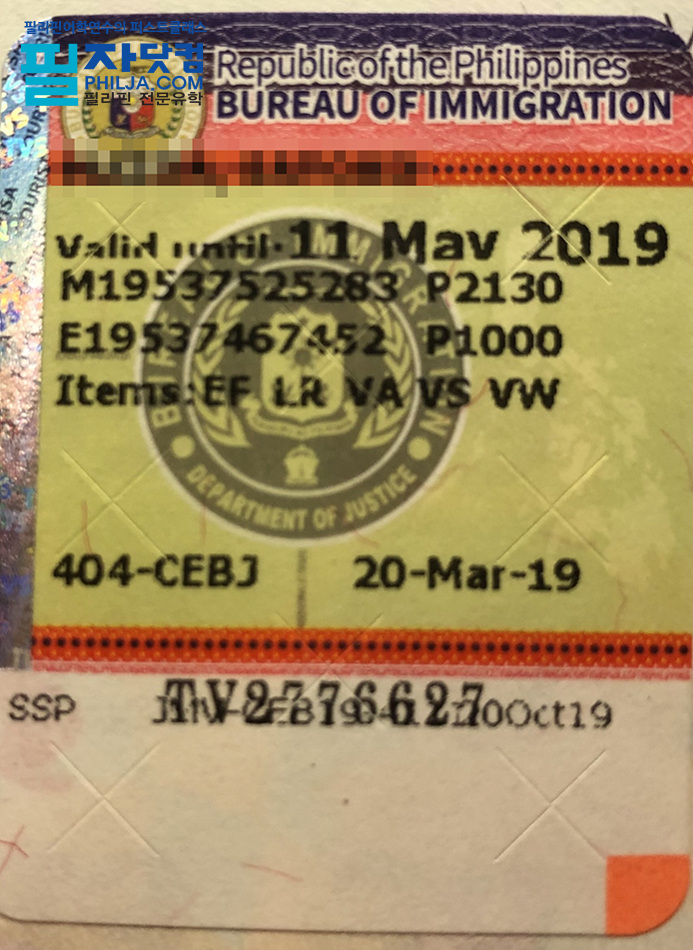 필리핀어학연수의 퍼스트클래스
필자닷컴
PHILJA.COM
필리핀 전문유학
Republic of the Philippines
BUREAU OF IMMIGRATION
Valid until: 11 May 2019
M19537525283 P2130
E19537467452 P1000
Items: EF LR VA VS VW
BUREAU OF IMMIGRATION
DEPARTMENT OF JUSTICE
404-CEBJ 20-Mar-19
TV2776627
SSP